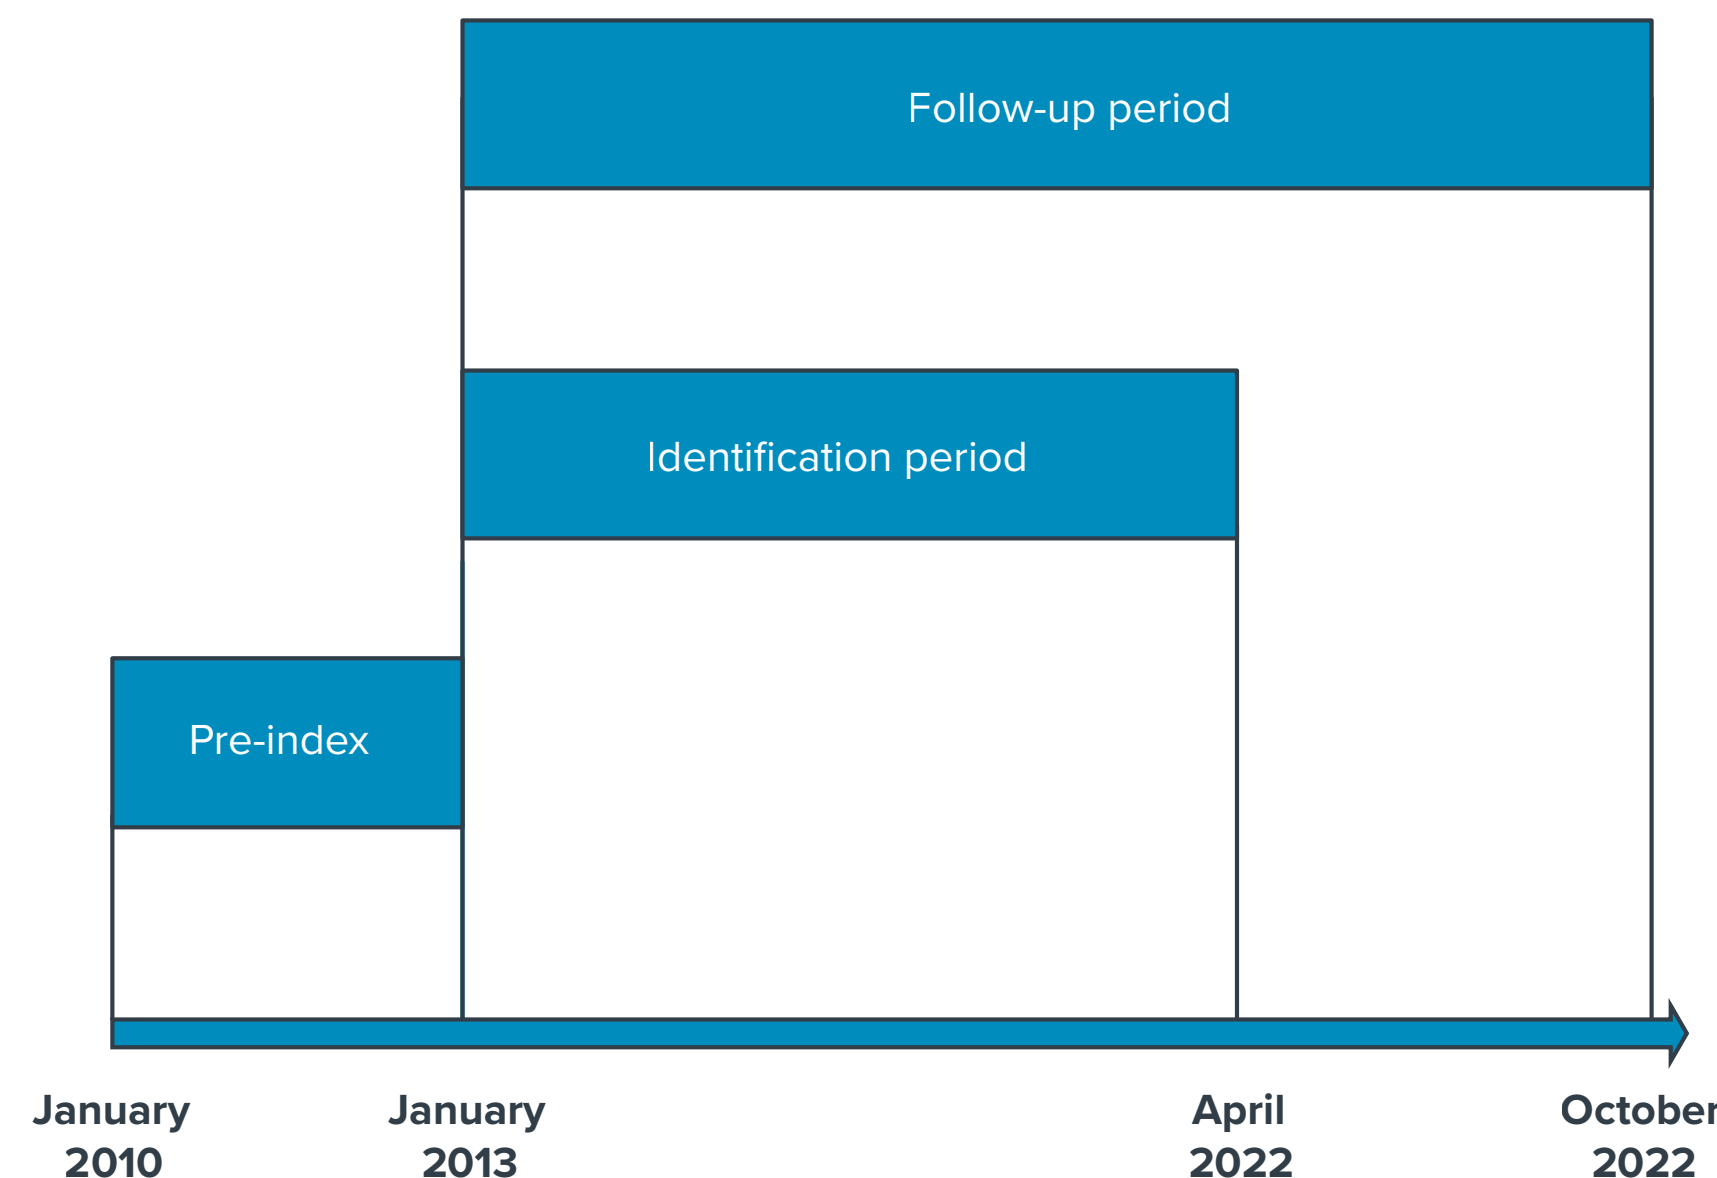 Follow-up period
Identification period
Pre-index
January
2010
January
2013
April
2022
October
2022